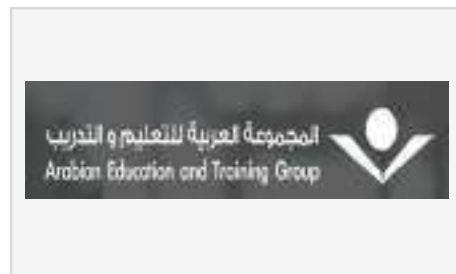 المجموعة العربية للتعليم و التدريب
Arabian Education and Training Group